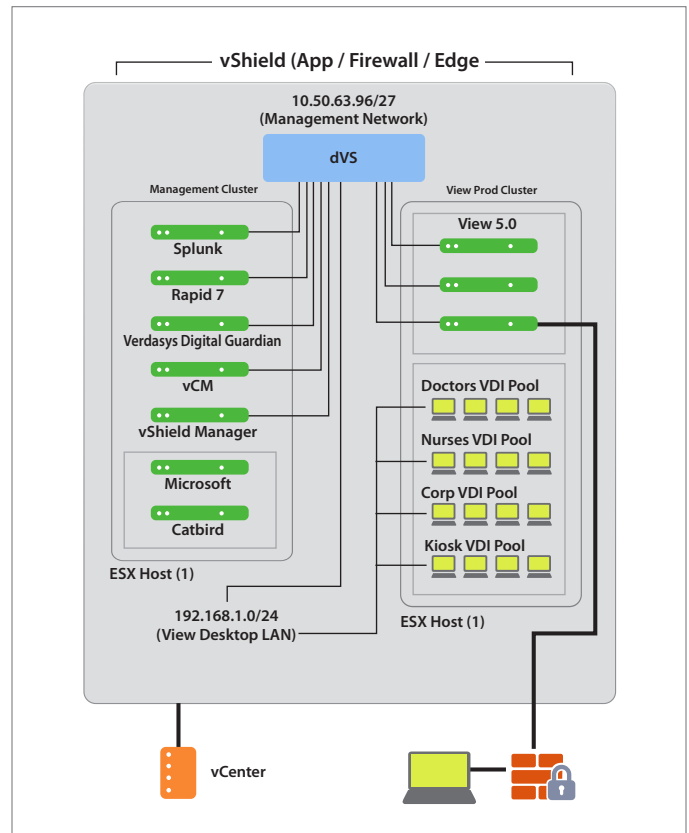 vShield (App / Firewall / Edge
10.50.63.96/27
(Management Network)
dVS
Management Cluster
View Prod Cluster
Splunk
Rapid 7
Verdasys Digital Guardian
vCM
vShield Manager
Microsoft
Catbird
ESX Host (1)
View 5.0
Doctors VDI Pool
Nurses VDI Pool
Corp VDI Pool
Kiosk VDI Pool
ESX Host (1)
192.168.1.0/24
(View Desktop LAN)
vCenter